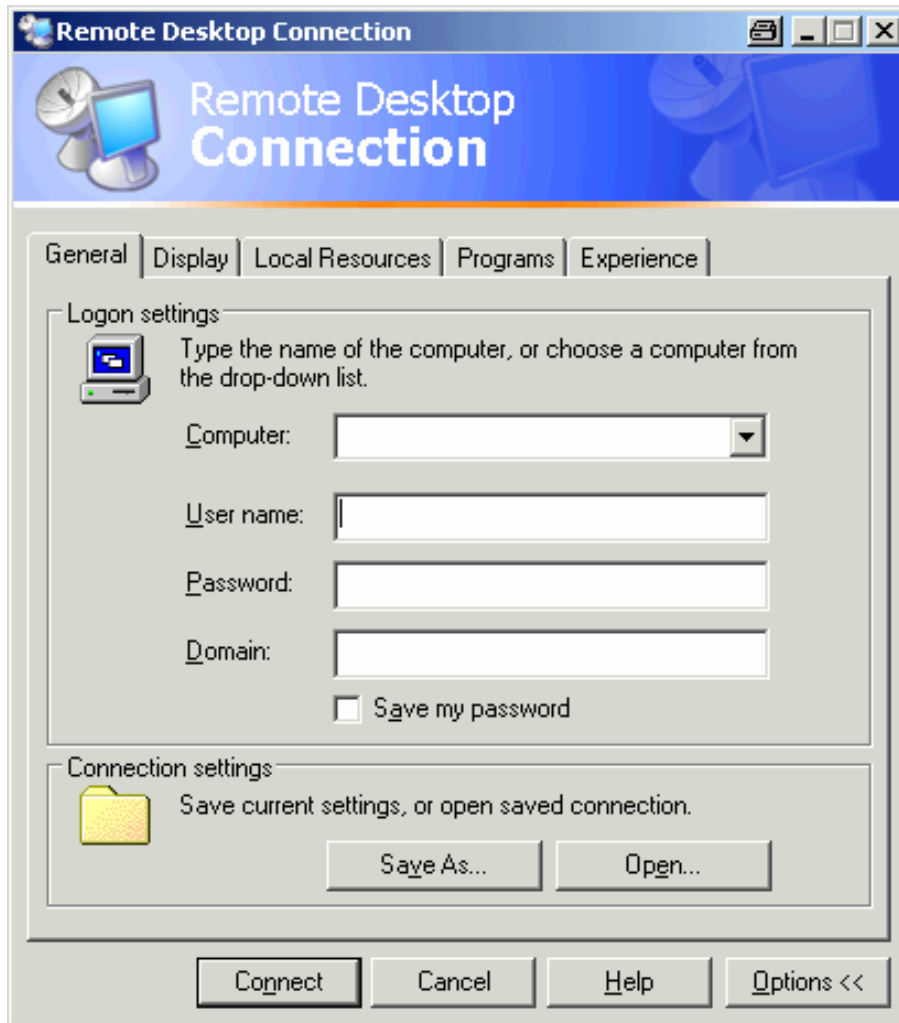 Remote Desktop Connection
Remote Desktop
Connection
General Display Local Resources Programs Experience
Logon settings
Type the name of the computer, or choose a computer from
the drop-down list.
Computer:
User name:
Password:
Domain:
Save my password
Connection settings
Save current settings, or open saved connection.
Save As... Open...
Connect Cancel Help Options <<